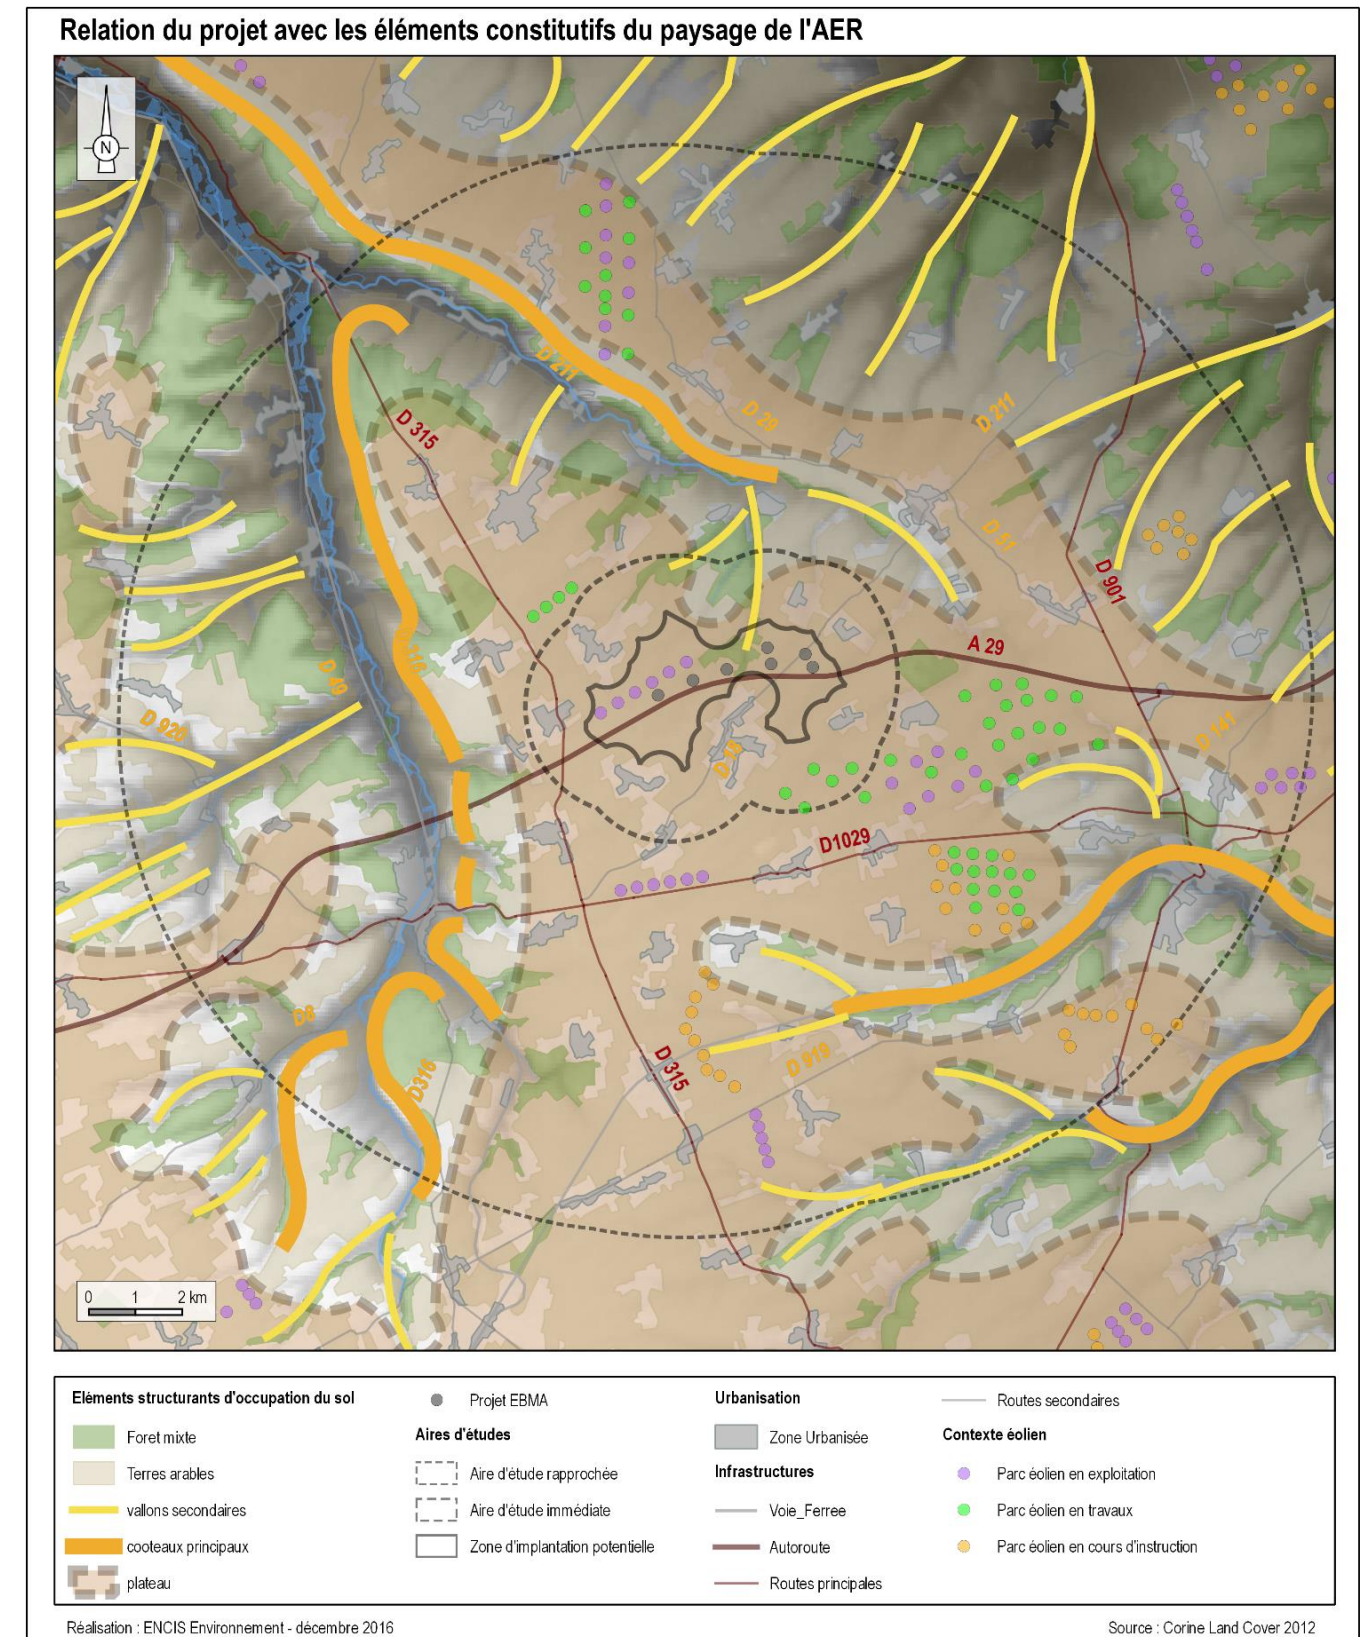 Relation du projet avec les éléments constitutifs du paysage de l'AER
N
D 211
D 29
D 211
D 315
D 51
D 901
A 29
D 316
D 49
D 920
D 141
D1029
D8
D316
D 315
D 919
0 1 2 km
Eléments structurants d'occupation du sol
Foret mixte
Terres arables
vallons secondaires
cooteaux principaux
plateau
Projet EBMA
Aires d'études
Aire d'étude rapprochée
Aire d'étude immédiate
Zone d'implantation potentielle
Urbanisation
Zone Urbanisée
Infrastructures
Voie_Ferree
Autoroute
Routes principales
Routes secondaires
Contexte éolien
Parc éolien en exploitation
Parc éolien en travaux
Parc éolien en cours d'instruction
Réalisation : ENCIS Environnement - décembre 2016
Source : Corine Land Cover 2012